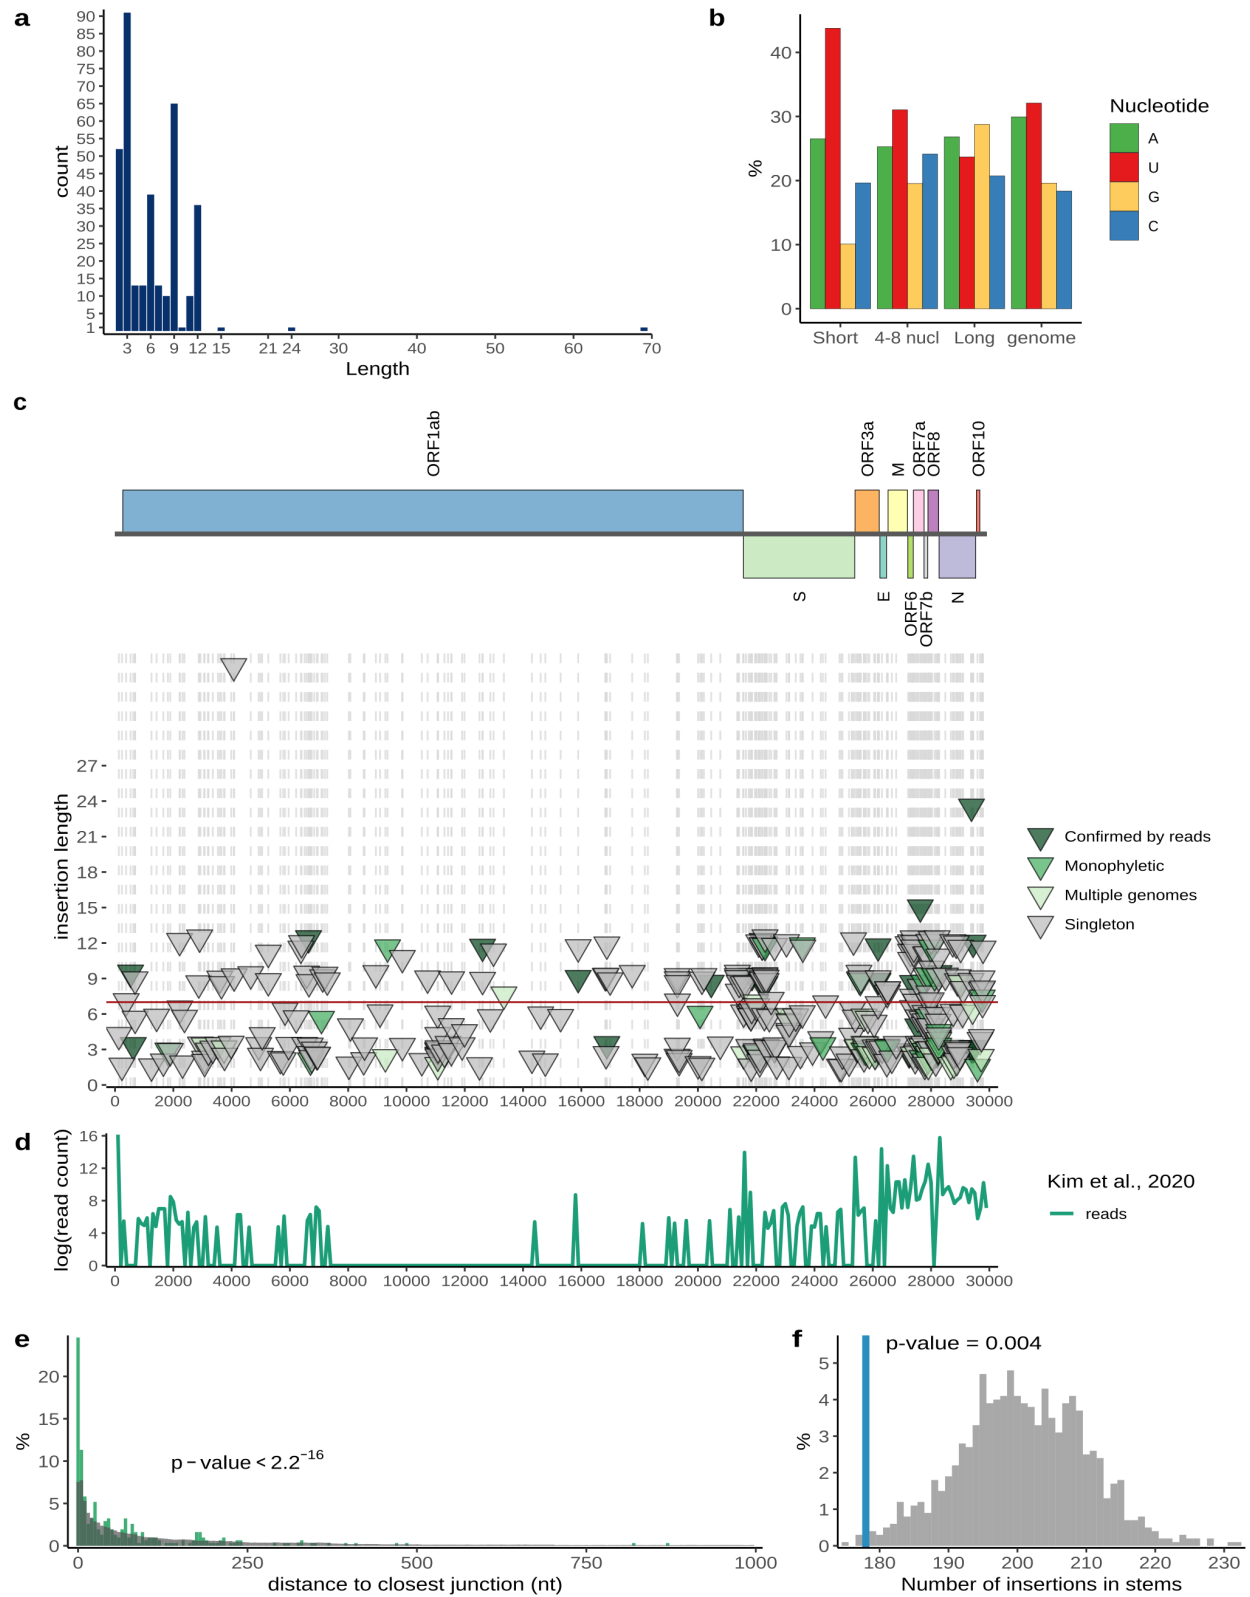 a
count
90
85
80
75
70
65
60
55
50
45
40
35
30
25
20
15
10
5
1
3 6 9 12 15 21 24 30 40 50 60 70
Length
b
%
40
30
20
10
0
Short 4-8 nucl Long genome
Nucleotide
A
U
G
C
c
ORF1ab
ORF3a
M
ORF7a
ORF8
ORF10
S
E
ORF6
ORF7b
N
insertion length
27
24
21
18
15
12
9
6
3
0
0 2000 4000 6000 8000 10000 12000 14000 16000 18000 20000 22000 24000 26000 28000 30000
Confirmed by reads
Monophyletic
Multiple genomes
Singleton
d
log(read count)
16
12
8
4
0
0 2000 4000 6000 8000 10000 12000 14000 16000 18000 20000 22000 24000 26000 28000 30000
Kim et al., 2020
reads
e
%
20
15
10
5
0
p − value < 2.2⁻¹⁶
0 250 500 750 1000
distance to closest junction (nt)
f
p-value = 0.004
%
5
4
3
2
1
0
180 190 200 210 220 230
Number of insertions in stems